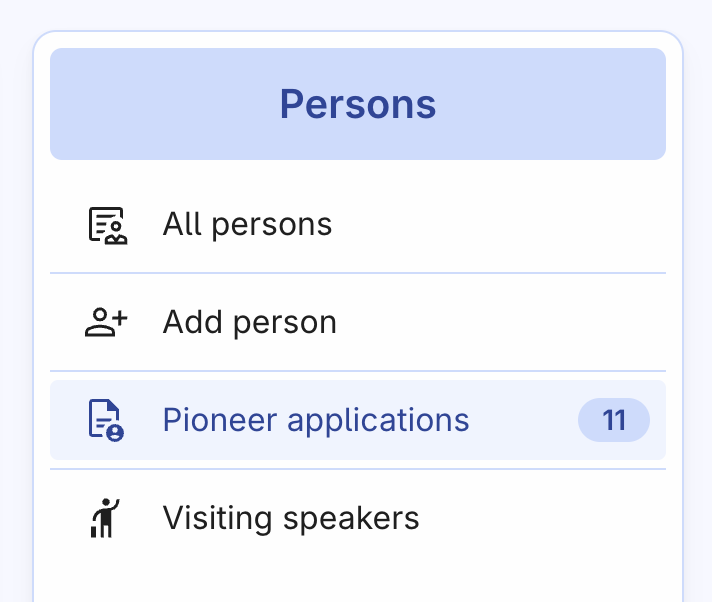 Persons
All persons
Add person
Pioneer applications 11
Visiting speakers